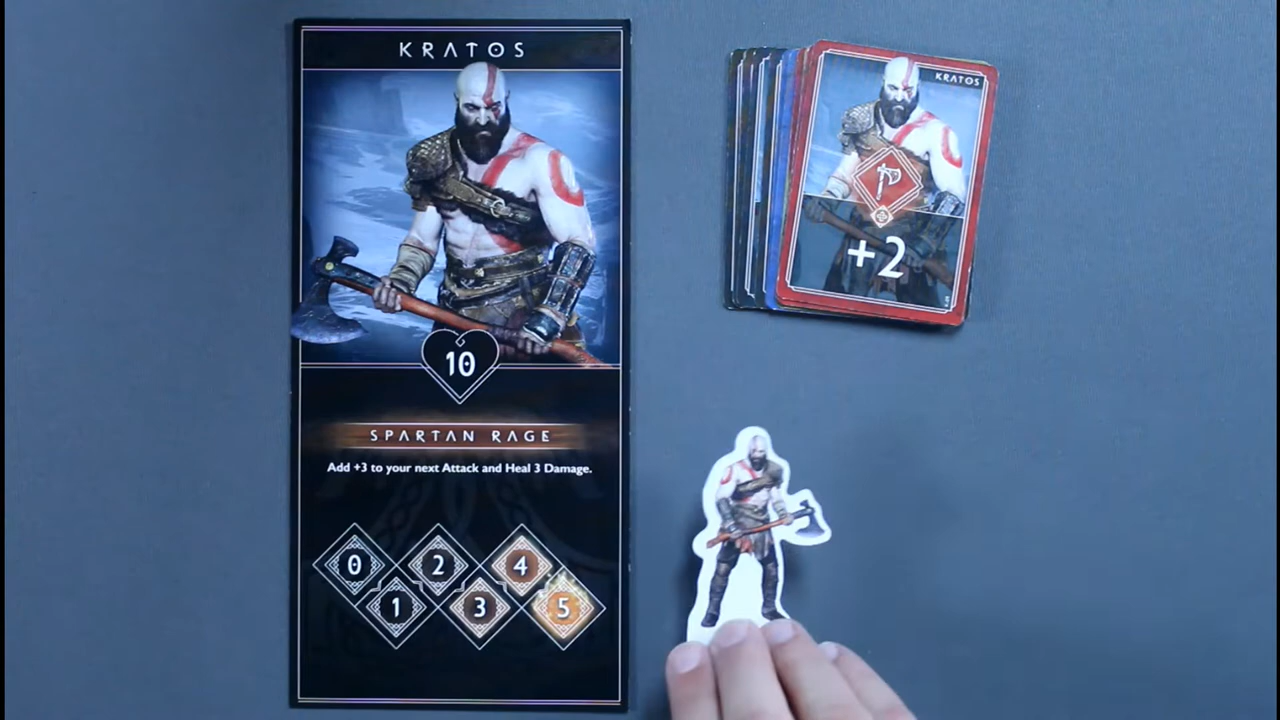 KRATOS
10
SPARTAN RAGE
Add +3 to your next Attack and Heal 3 Damage.
0 2 4
1 3 5
KRATOS
+2